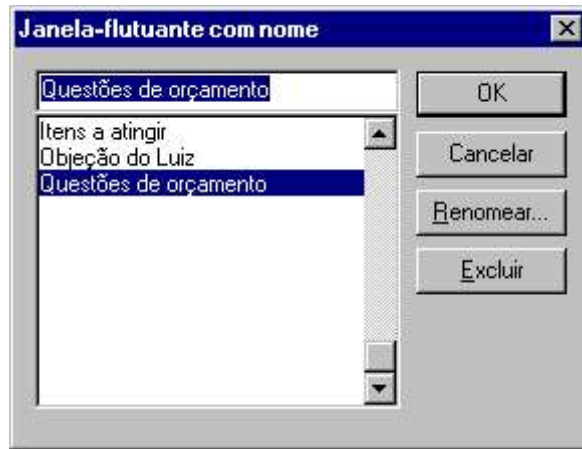 Janela-flutuante com nome
Questões de orçamento
OK
Itens a atingir
Objeção do Luiz
Cancelar
Questões de orçamento
Renomear...
Excluir